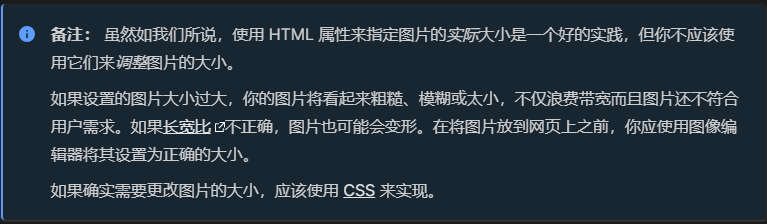 备注： 虽然如我们所说，使用 HTML 属性来指定图片的实际大小是一个好的实践，但你不应该使
用它们来调整图片的大小。
如果设置的图片大小过大，你的图片将看起来粗糙、模糊或太小，不仅浪费带宽而且图片还不符合
用户需求。如果长宽比不正确，图片也可能会变形。在将图片放到网页上之前，你应使用图像编
辑器将其设置为正确的大小。
如果确实需要更改图片的大小，应该使用 CSS 来实现。